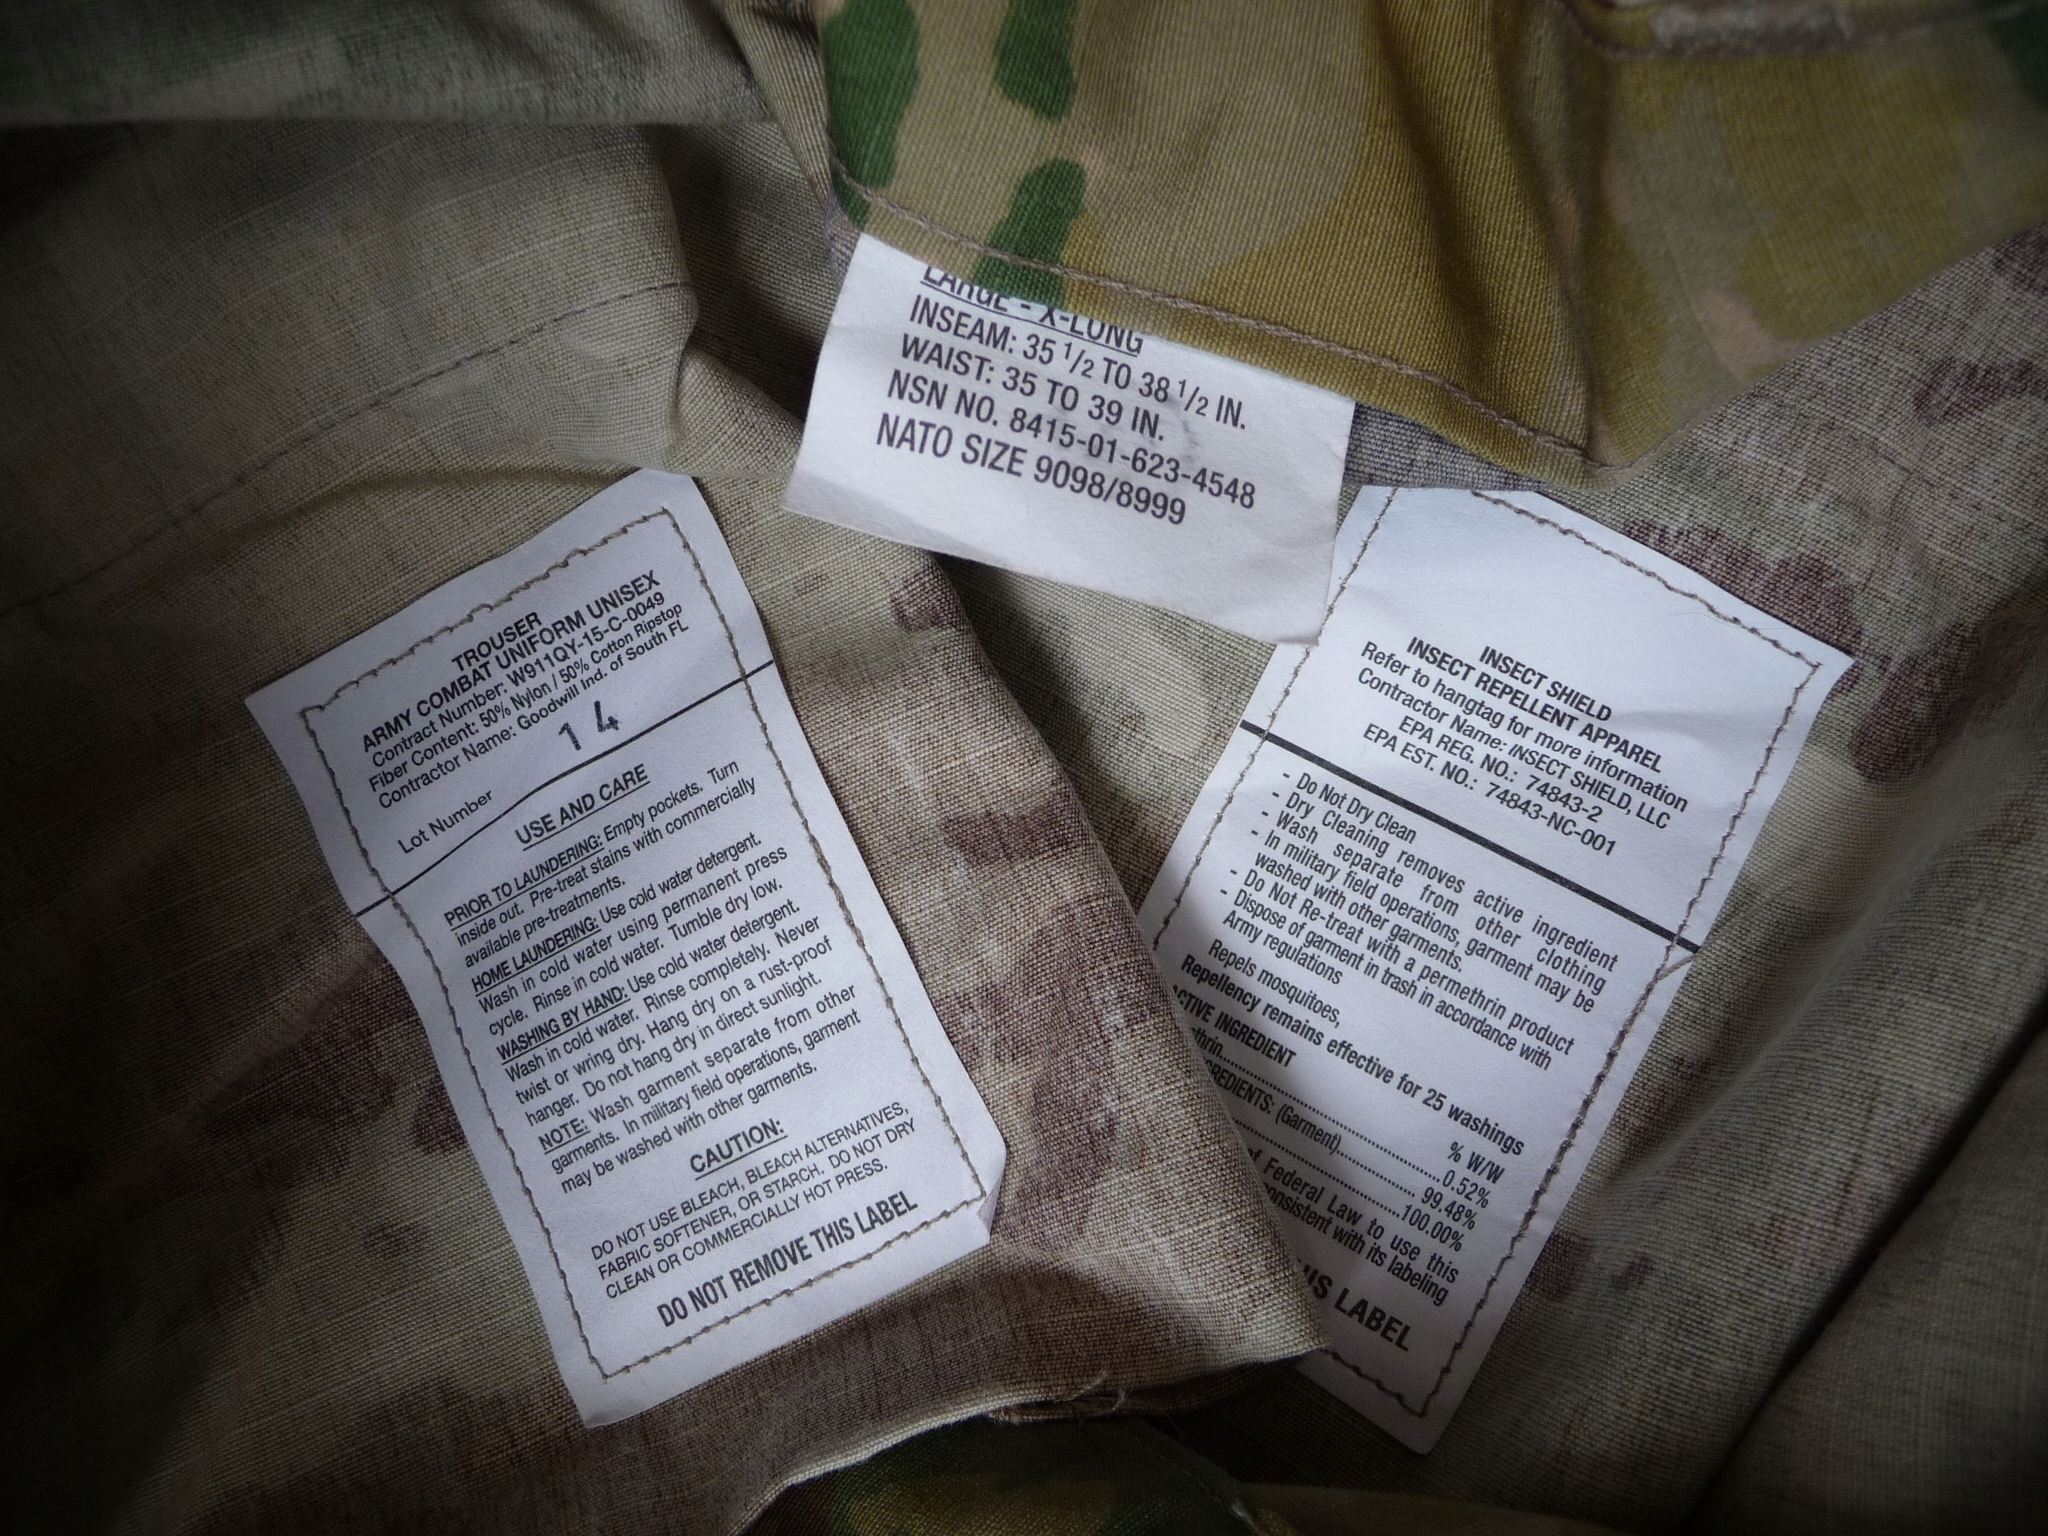 LARGE - X-LONG
INSEAM: 35 1/2 TO 38 1/2 IN.
WAIST: 35 TO 39 IN.
NSN NO. 8415-01-623-4548
NATO SIZE 9098/8999
TROUSER
ARMY COMBAT UNIFORM UNISEX
Contract Number: W911QY-15-C-0049
Fiber Content: 50% Nylon / 50% Cotton Ripstop
Contractor Name: Goodwill Ind. of South FL
14
Lot Number
USE AND CARE
PRIOR TO LAUNDERING: Empty pockets. Turn
inside out. Pre-treat stains with commercially
available pre-treatments.
HOME LAUNDERING: Use cold water detergent.
Wash in cold water using permanent press
cycle. Rinse in cold water. Tumble dry low.
WASHING BY HAND: Use cold water detergent.
Wash in cold water. Rinse completely. Never
twist or wring dry. Hang dry on a rust-proof
hanger. Do not hang dry in direct sunlight.
NOTE: Wash garment separate from other
garments. In military field operations, garment
may be washed with other garments.
CAUTION:
DO NOT USE BLEACH, BLEACH ALTERNATIVES,
FABRIC SOFTENER, OR STARCH. DO NOT DRY
CLEAN OR COMMERCIALLY HOT PRESS.
DO NOT REMOVE THIS LABEL
INSECT SHIELD
INSECT REPELLENT APPAREL
Refer to hangtag for more information
Contractor Name: INSECT SHIELD, LLC
EPA REG. NO.: 74843-2
EPA EST. NO.: 74843-NC-001
- Do Not Dry Clean
- Dry Cleaning removes active ingredient
- Wash separate from other clothing
- In military field operations, garment may be
washed with other garments.
- Do Not Re-treat with a permethrin product
- Dispose of garment in trash in accordance with
Army regulations
Repels mosquitoes,
Repellency remains effective for 25 washings
ACTIVE INGREDIENT % W/W
thrin.......................................... 0.52%
REDIENTS: (Garment).................. 99.48%
..........................100.00%
of Federal Law to use this
consistent with its labeling
HIS LABEL